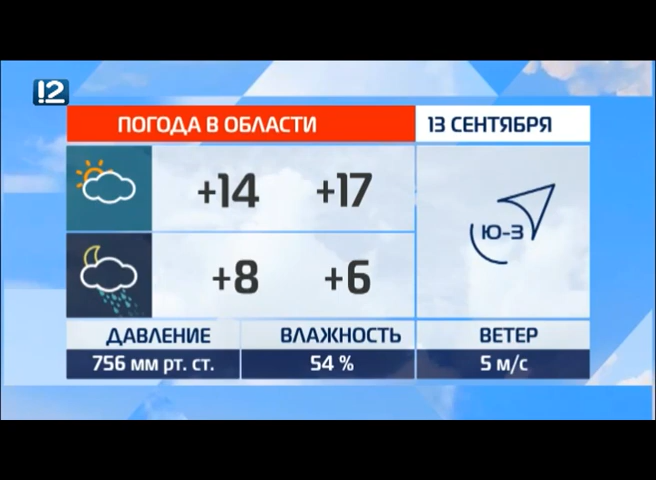 12
ПОГОДА В ОБЛАСТИ
13 СЕНТЯБРЯ
+14 +17
Ю-З
+8 +6
ДАВЛЕНИЕ ВЛАЖНОСТЬ ВЕТЕР
756 мм рт. ст. 54 % 5 м/с